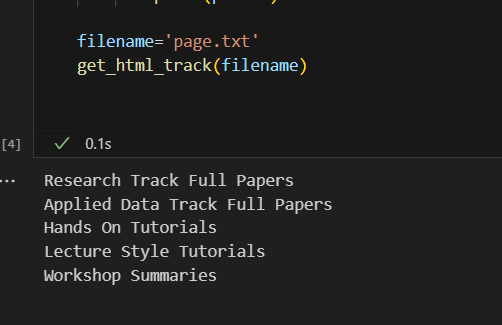 filename='page.txt'
get_html_track(filename)
[4]
0.1s
...
Research Track Full Papers
Applied Data Track Full Papers
Hands On Tutorials
Lecture Style Tutorials
Workshop Summaries